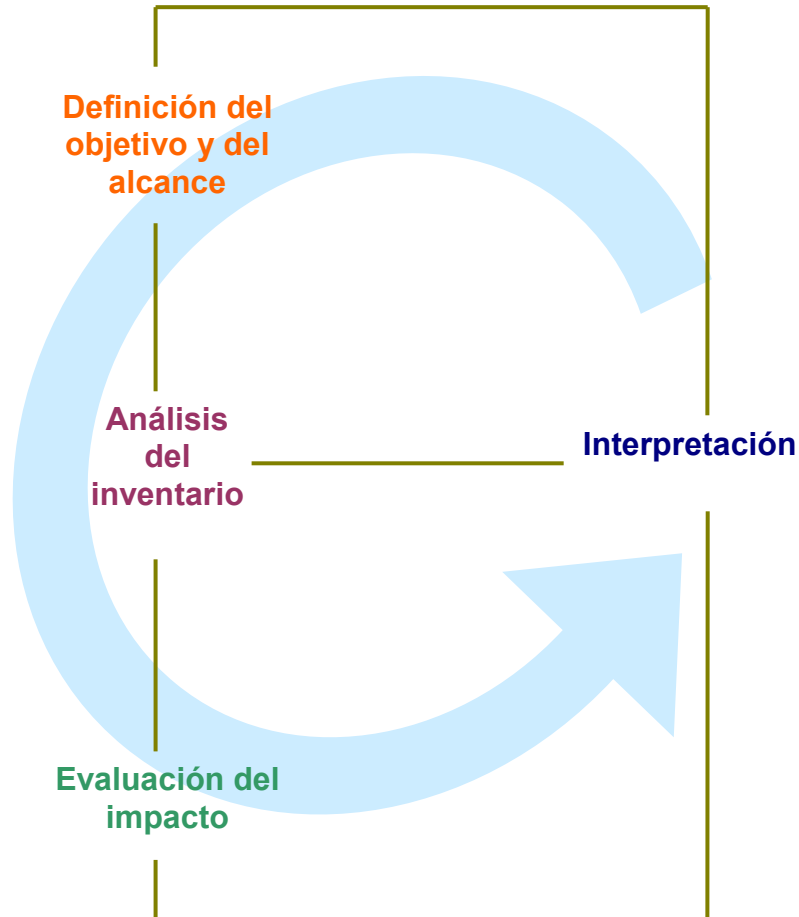 Definición del
objetivo y del
alcance
Análisis
del
inventario
Interpretación
Evaluación del
impacto